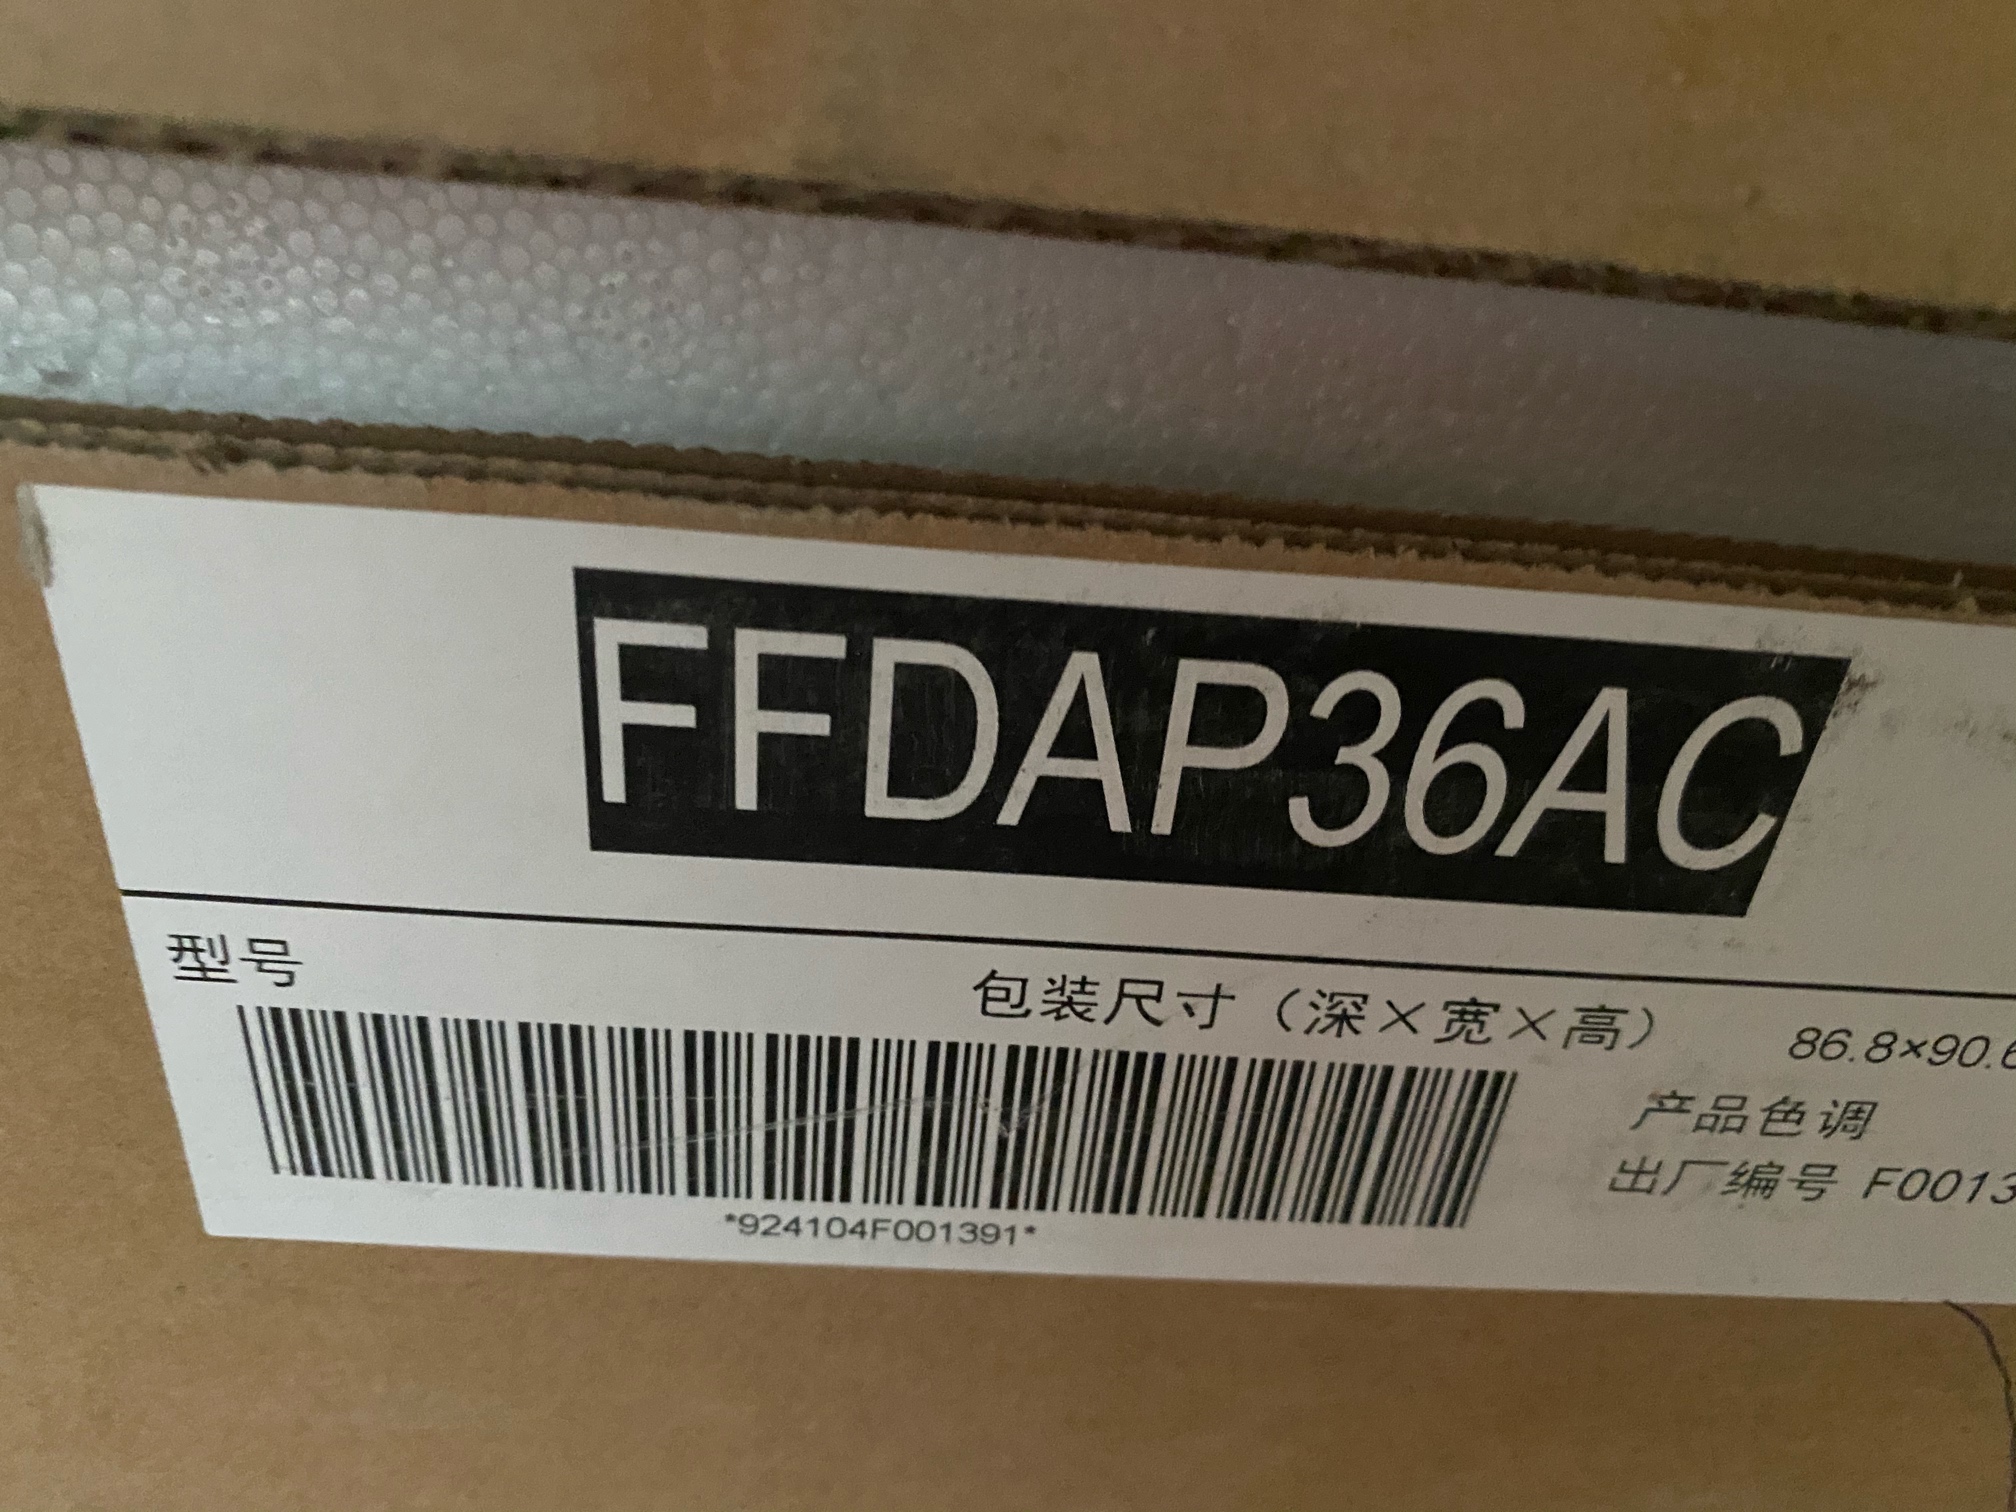 FFDAP36AC
型号
包装尺寸（深×宽×高） 86.8×90.6
产品色调
出厂编号 F0013
*924104F001391*